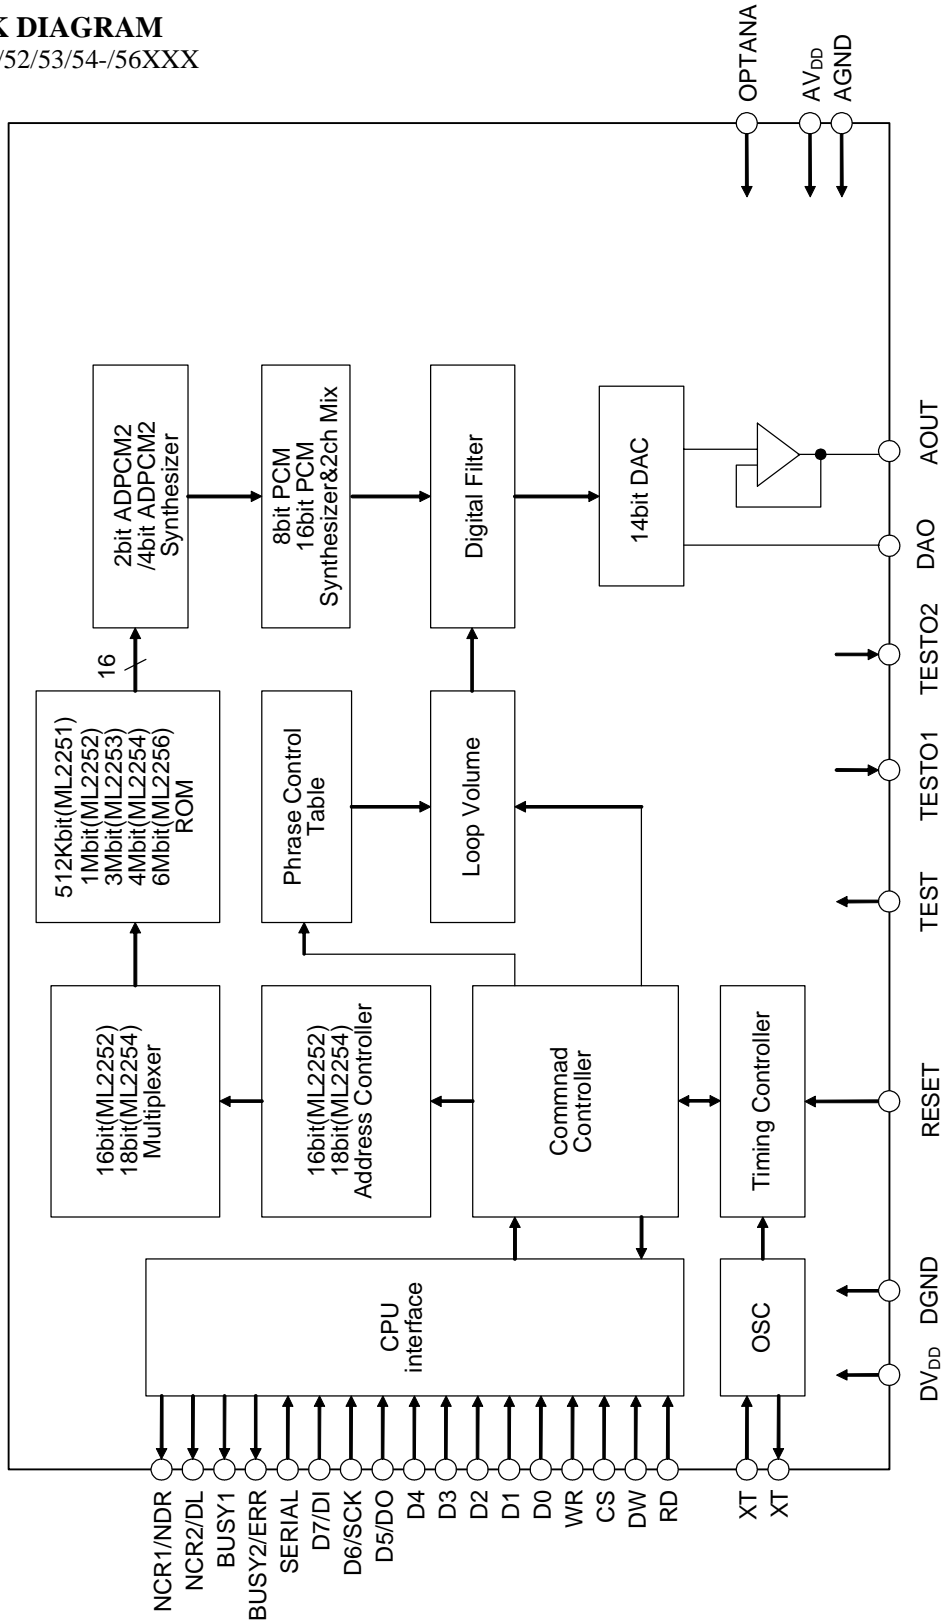 K DIAGRAM
/52/53/54-/56XXX
OPTANA
AVDD
AGND
2bit ADPCM2
/4bit ADPCM2
Synthesizer
8bit PCM
16bit PCM
Synthesizer&2ch Mix
Digital Filter
14bit DAC
AOUT
DAO
TESTO2
TESTO1
TEST
RESET
DGND
DVDD
16
512Kbit(ML2251)
1Mbit(ML2252)
3Mbit(ML2253)
4Mbit(ML2254)
6Mbit(ML2256)
ROM
Phrase Control
Table
Loop Volume
16bit(ML2252)
18bit(ML2254)
Multiplexer
16bit(ML2252)
18bit(ML2254)
Address Controller
Commnad
Controller
Timing Controller
CPU
interface
OSC
NCR1/NDR
NCR2/DL
BUSY1
BUSY2/ERR
SERIAL
D7/DI
D6/SCK
D5/DO
D4
D3
D2
D1
D0
WR
CS
DW
RD
XT
XT